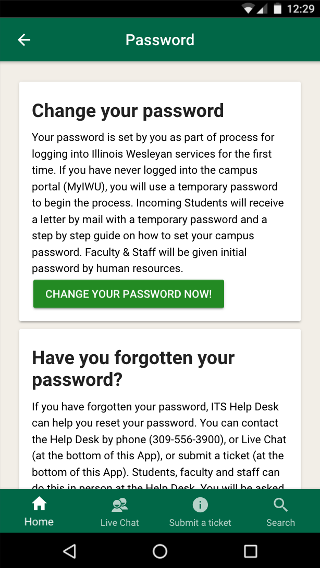 12:29
Password
Change your password
Your password is set by you as part of process for
logging into Illinois Wesleyan services for the first
time. If you have never logged into the campus
portal (MyIWU), you will use a temporary password
to begin the process. Incoming Students will receive
a letter by mail with a temporary password and a
step by step guide on how to set your campus
password. Faculty & Staff will be given initial
password by human resources.
CHANGE YOUR PASSWORD NOW!
Have you forgotten your
password?
If you have forgotten your password, ITS Help Desk
can help you reset your password. You can contact
the Help Desk by phone (309-556-3900), or Live Chat
(at the bottom of this App), or submit a ticket (at the
bottom of this App). Students, faculty and staff can
do this in person at the Help Desk. You will be asked
Home
Live Chat
Submit a ticket
Search